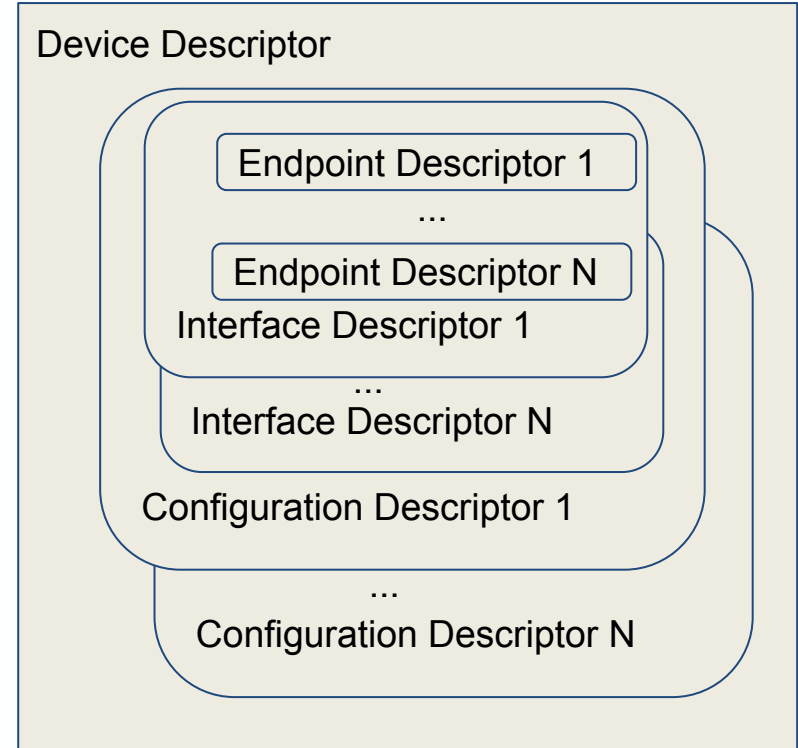 Device Descriptor
Endpoint Descriptor 1
...
Endpoint Descriptor N
Interface Descriptor 1
...
Interface Descriptor N
Configuration Descriptor 1
...
Configuration Descriptor N